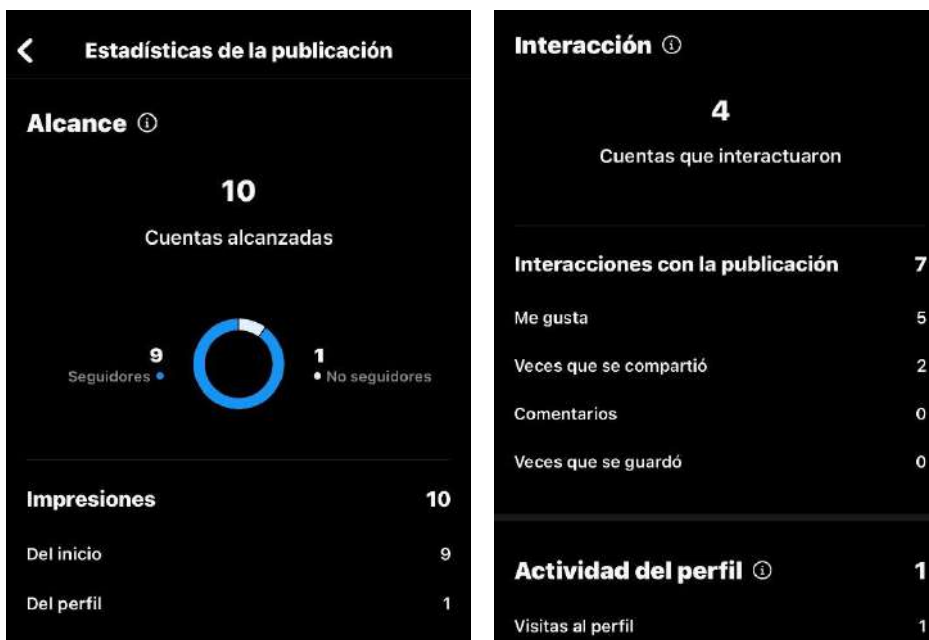 Estadísticas de la publicación
Alcance
10
Cuentas alcanzadas
9
Seguidores
1
No seguidores
Impresiones 10
Del inicio 9
Del perfil 1
Interacción
4
Cuentas que interactuaron
Interacciones con la publicación 7
Me gusta 5
Veces que se compartió 2
Comentarios 0
Veces que se guardó 0
Actividad del perfil 1
Visitas al perfil 1